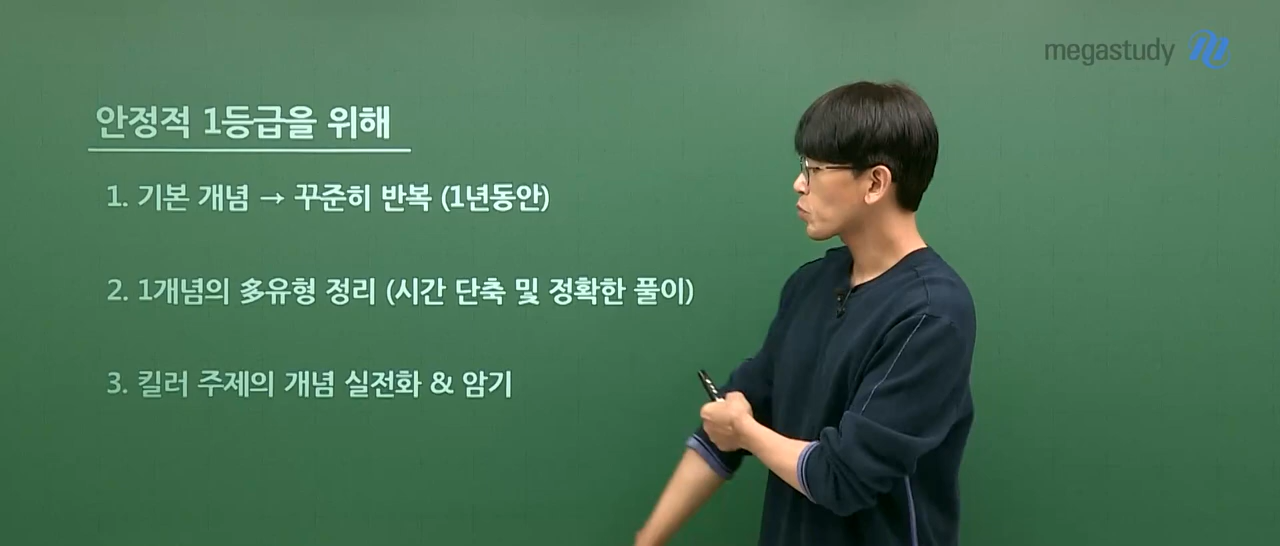 megastudy
안정적 1등급을 위해
1. 기본 개념 → 꾸준히 반복 (1년동안)
2. 1개념의 多유형 정리 (시간 단축 및 정확한 풀이)
3. 킬러 주제의 개념 실전화 & 암기